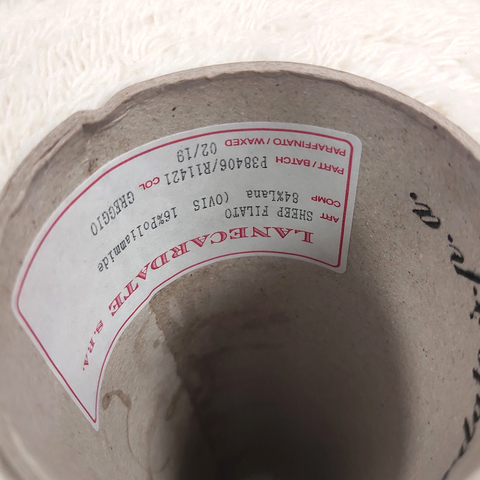 LANECARDATE S.P.A.
ART SHEEP FILATO
COMP 84%Lana (OVIS 16%Poliammide
PART/BATCH P38406/R11421 COL GREGGIO
PARAFFINATO/WAXED 02/19